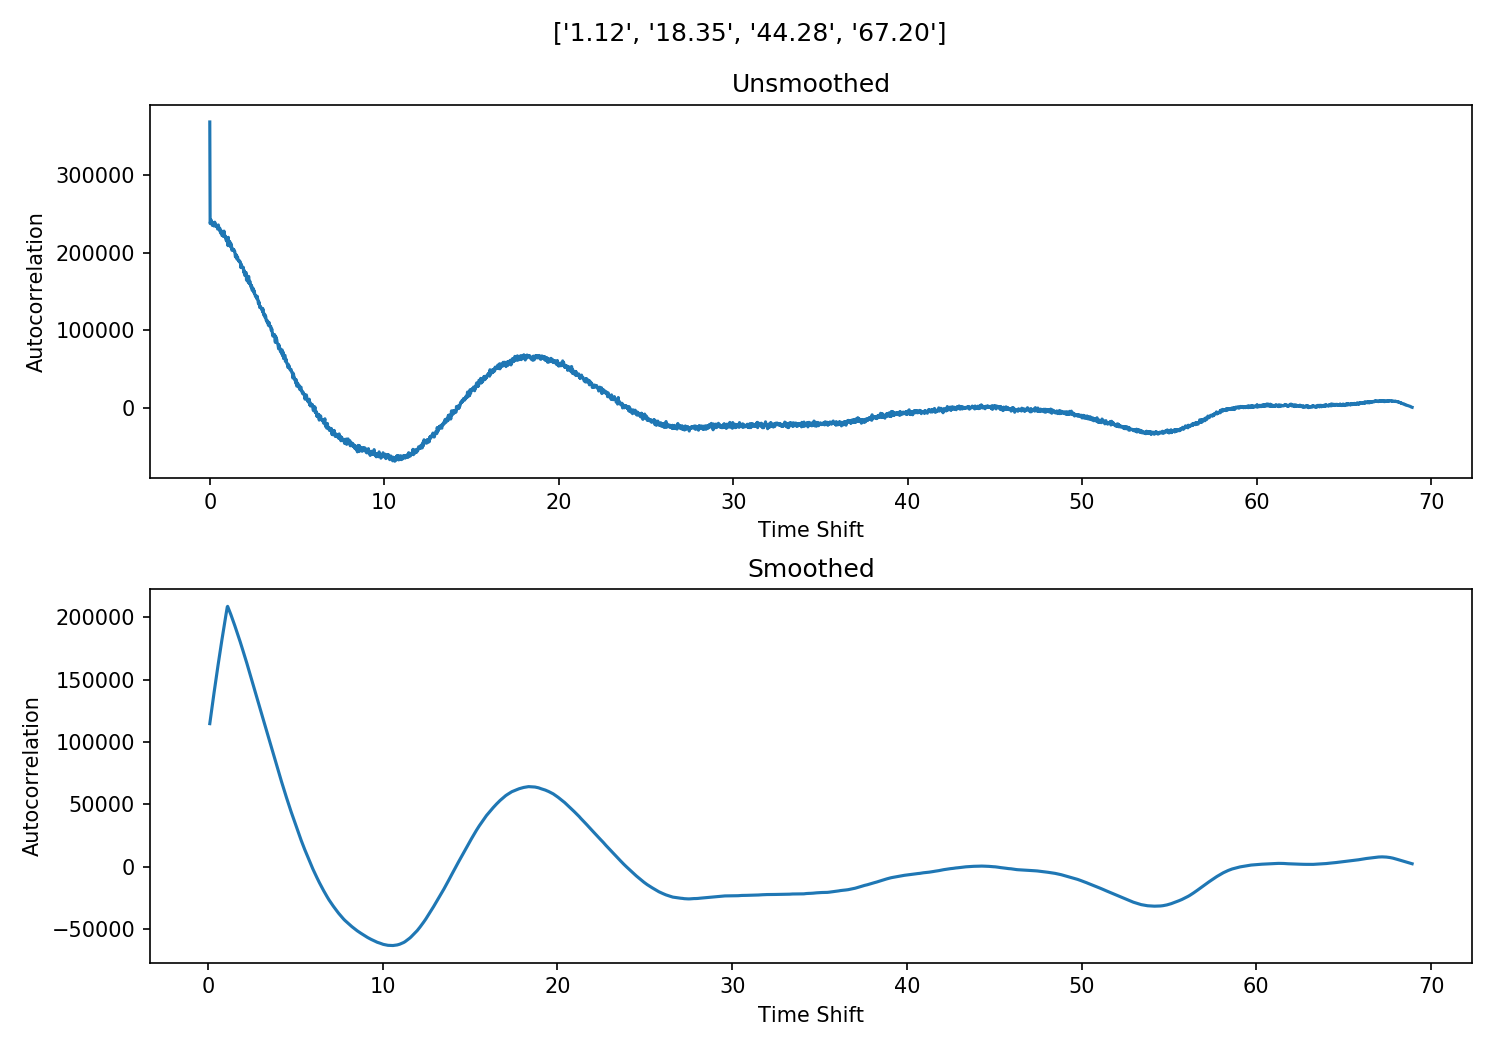 ['1.12', '18.35', '44.28', '67.20']
Unsmoothed
Autocorrelation
300000
200000
100000
0
0 10 20 30 40 50 60 70
Time Shift
Smoothed
Autocorrelation
200000
150000
100000
50000
0
−50000
0 10 20 30 40 50 60 70
Time Shift